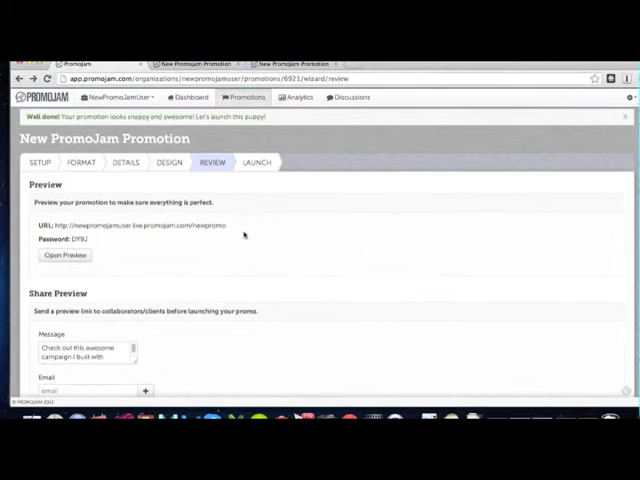 PromoJam
New PromoJam Promotion
New PromoJam Promotion
app.promojam.com/organizations/newpromojamuser/promotions/6921/wizard/review
PROMOJAM
NewPromoJamUser
Dashboard
Promotions
Analytics
Discussions
Well done! Your promotion looks snappy and awesome! Let's launch this puppy!
x
New PromoJam Promotion
SETUP
FORMAT
DETAILS
DESIGN
REVIEW
LAUNCH
Preview
Preview your promotion to make sure everything is perfect.
URL: http://newpromojamuser.live.promojam.com/newpromo
Password: DY9J
Open Preview
Share Preview
Send a preview link to collaborators/clients before launching your promo.
Message
Check out this awesome
campaign I built with
Email
email
+
© PROMOJAM 2012